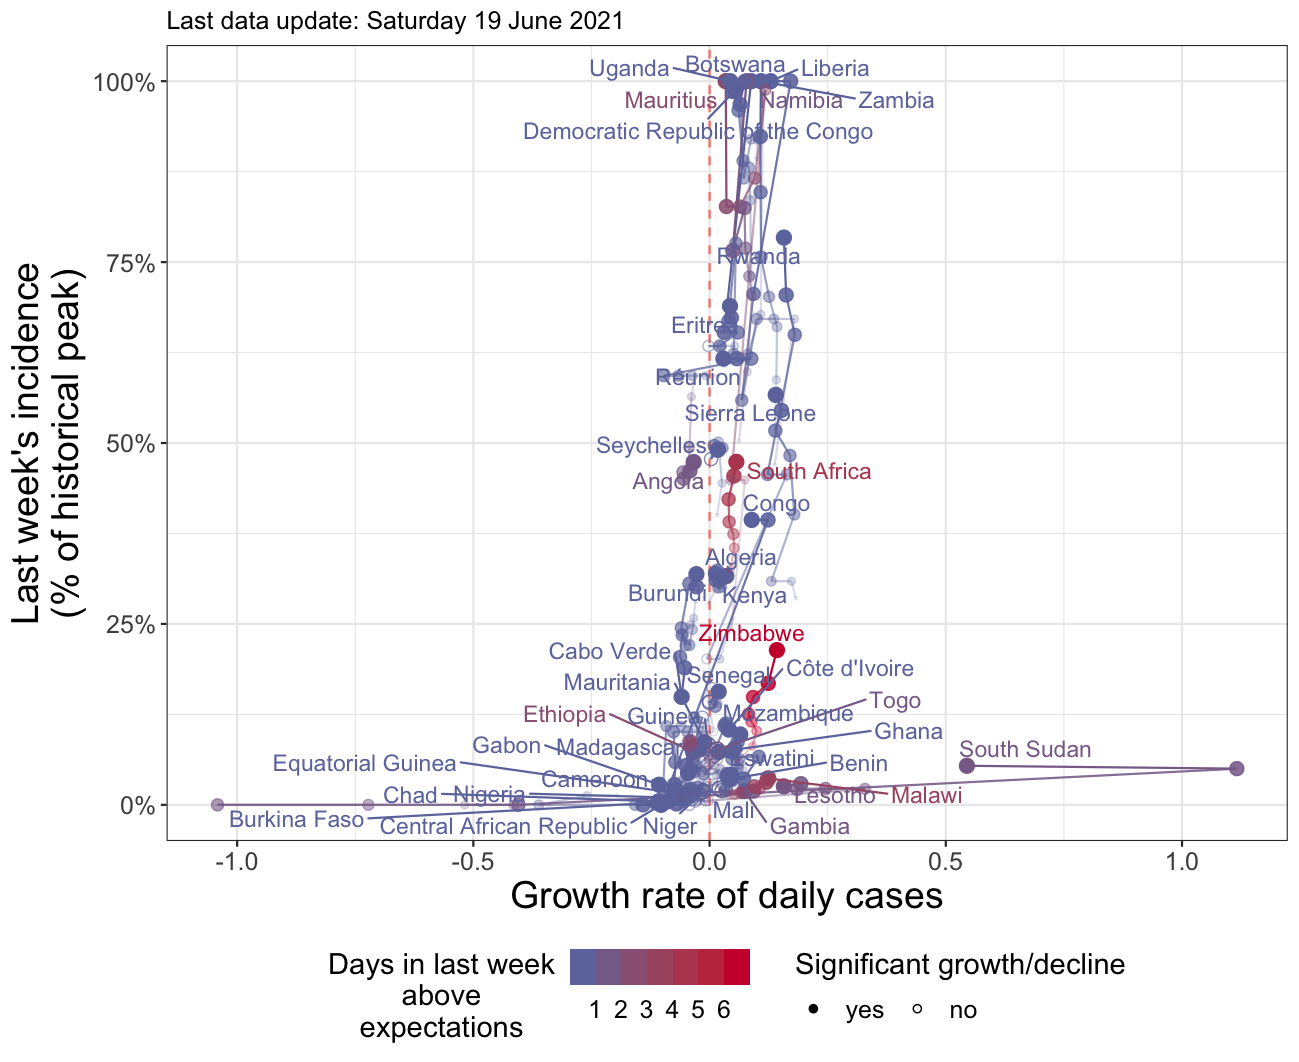 Last data update: Saturday 19 June 2021
Last week's incidence
(% of historical peak)
100%
75%
50%
25%
0%
Uganda
Botswana
Liberia
Mauritius
Namibia
Zambia
Democratic Republic of the Congo
Rwanda
Eritrea
Réunion
Sierra Leone
Seychelles
Angola
South Africa
Congo
Algeria
Burundi
Kenya
Zimbabwe
Cabo Verde
Senegal
Côte d'Ivoire
Mauritania
Togo
Ethiopia
Guinea
Mozambique
Ghana
Gabon
Madagascar
Eswatini
South Sudan
Equatorial Guinea
Benin
Cameroon
Chad
Nigeria
Lesotho
Malawi
Burkina Faso
Central African Republic
Niger
Mali
Gambia
-1.0
-0.5
0.0
0.5
1.0
Growth rate of daily cases
Days in last week
above
expectations
1 2 3 4 5 6
Significant growth/decline
yes
no